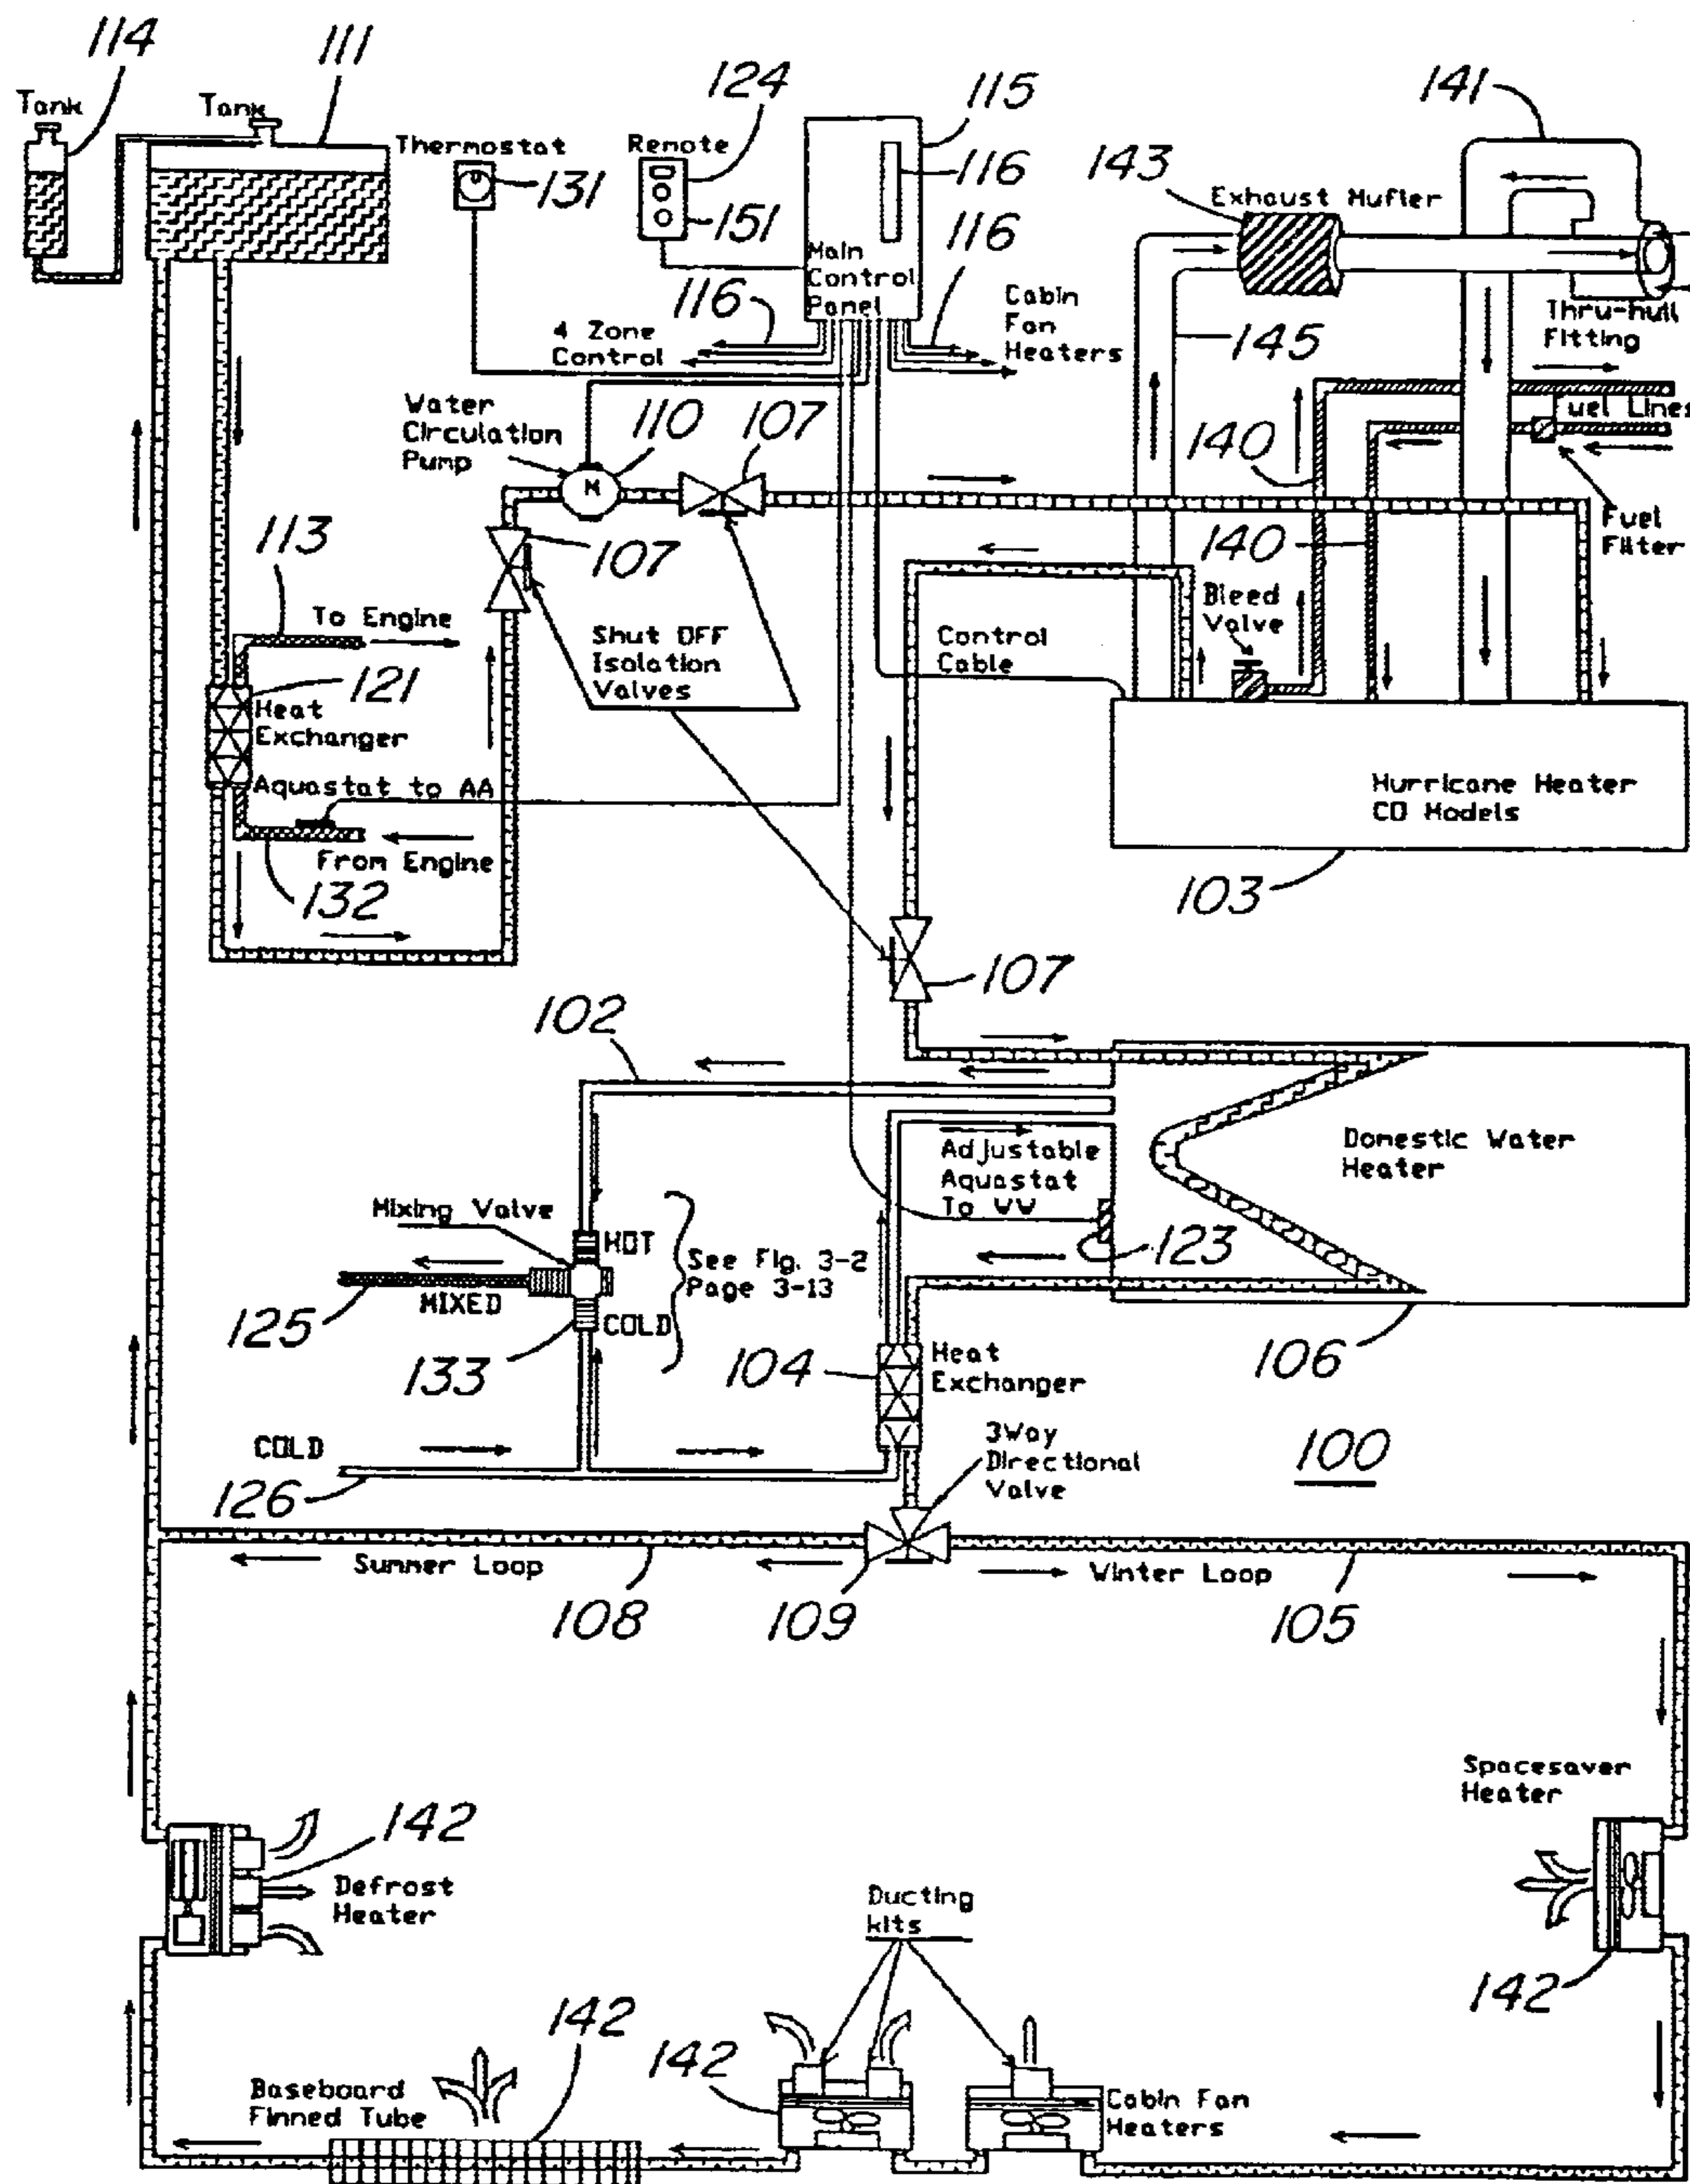 114
111
Tank
Tank
124
Remote
115
116
Thermostat
131
151
141
143
Exhaust Mufler
116
Main
Control
Panel
116
Cabin
Fan
Heaters
4 Zone
Control
145
Thru-hull
Fitting
Water
Circulation
Pump
110
107
140
Fuel Lines
113
107
140
Fuel
Filter
To Engine
Shut OFF
Isolation
Valves
Control
Cable
Bleed
Valve
121
Heat
Exchanger
Aquastat to AA
From Engine
132
Hurricane Heater
CD Models
103
107
102
Domestic Water
Heater
Adjustable
Aquastat
To VV
123
Mixing Valve
HOT
See Fig. 3-2
Page 3-13
MIXED
COLD
125
133
104
Heat
Exchanger
106
COLD
126
3Way
Directional
Valve
100
Summer Loop
Winter Loop
108
109
105
Spacesaver
Heater
142
Defrost
Heater
Ducting
kits
142
142
142
Baseboard
Finned Tube
Cabin Fan
Heaters